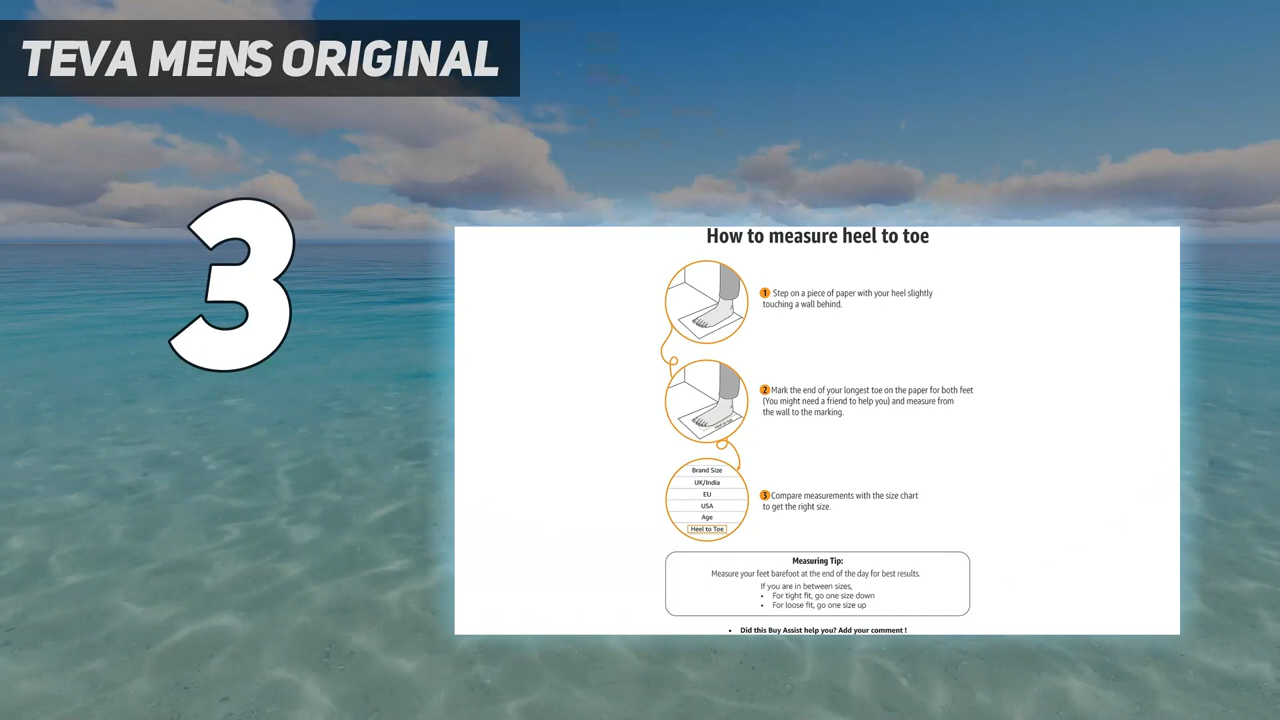 TEVA MENS ORIGINAL
3
How to measure heel to toe
1 Step on a piece of paper with your heel slightly
touching a wall behind.
2 Mark the end of your longest toe on the paper for both feet
(You might need a friend to help you) and measure from
the wall to the marking.
Brand Size
UK/India
EU
USA
Age
Heel to Toe
3 Compare measurements with the size chart
to get the right size.
Measuring Tip:
Measure your feet barefoot at the end of the day for best results.
If you are in between sizes,
• For tight fit, go one size down
• For loose fit, go one size up
• Did this Buy Assist help you? Add your comment !